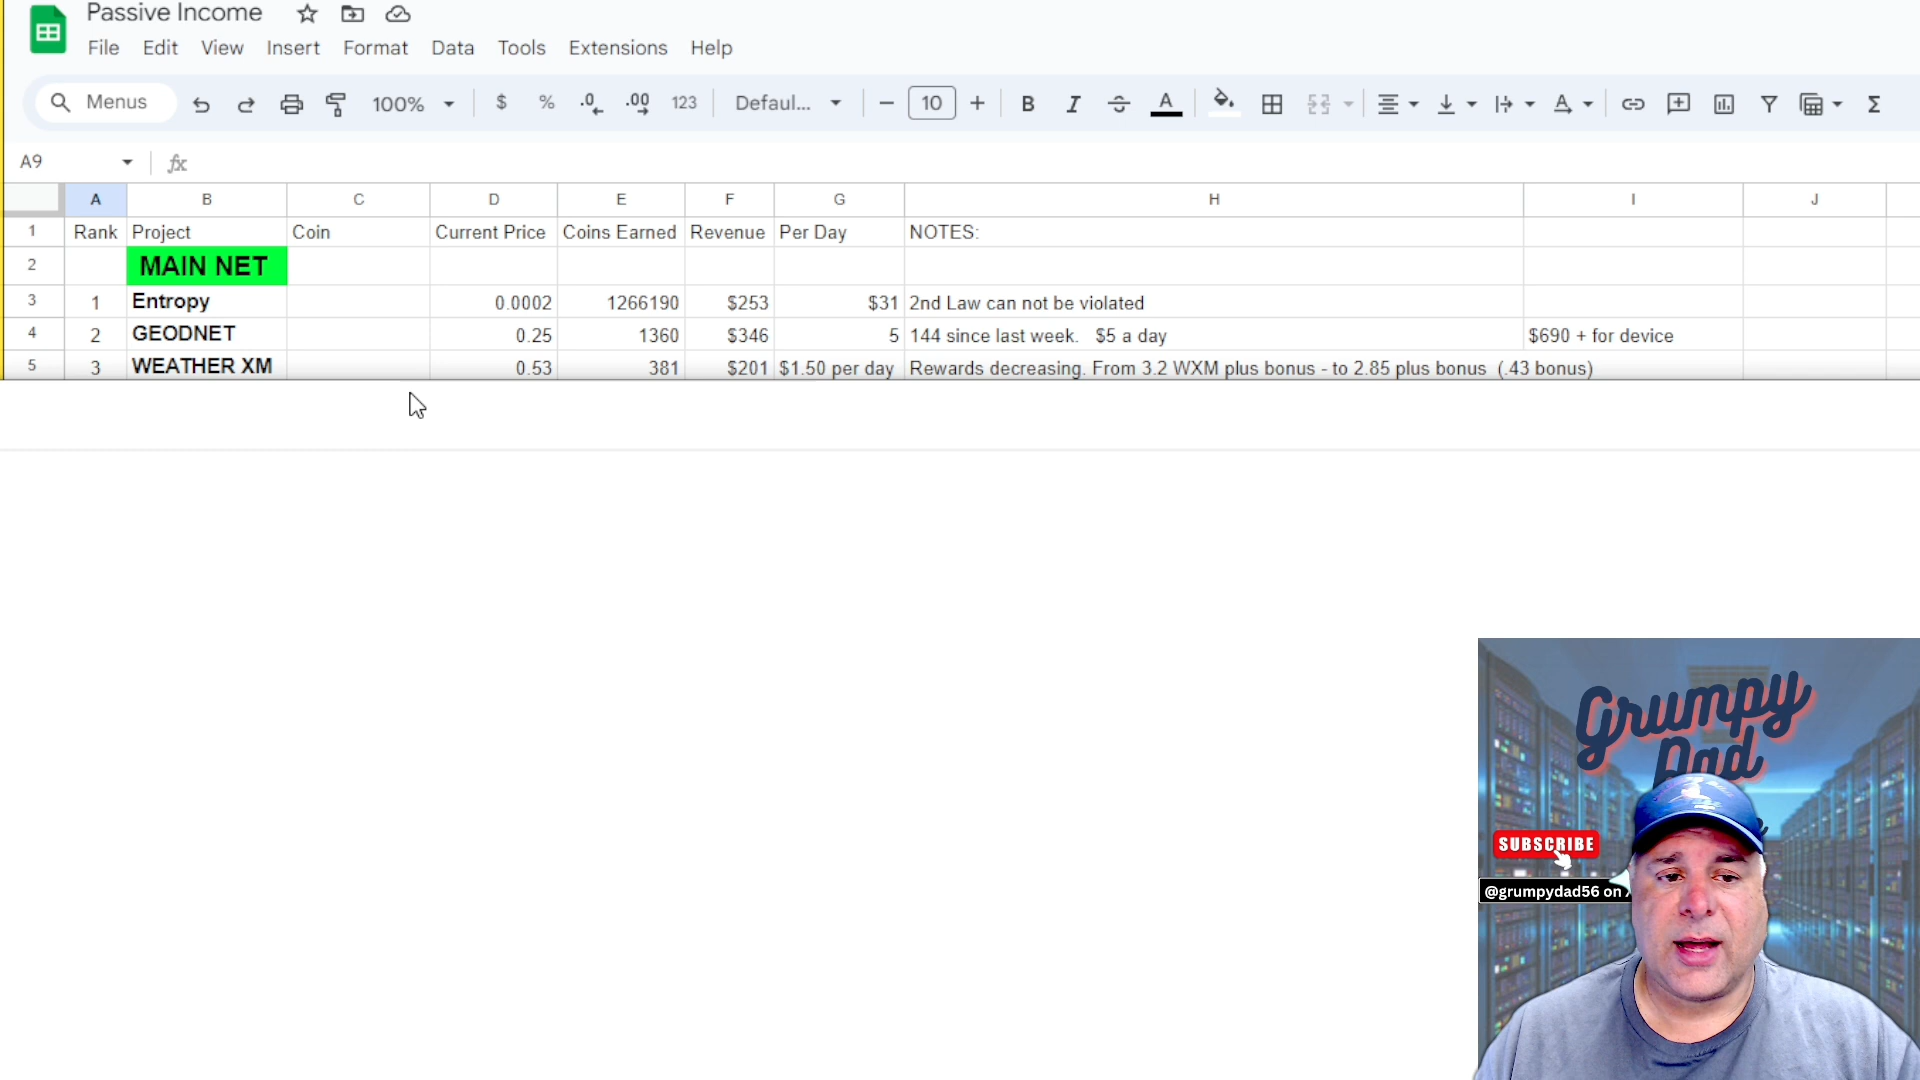 Passive Income
File Edit View Insert Format Data Tools Extensions Help
Menus 100% $ % .0 .00 123 Defaul... 10 B I A A Σ
A9 fx
A B C D E F G H I J
1 Rank Project Coin Current Price Coins Earned Revenue Per Day NOTES:
2 MAIN NET
3 1 Entropy 0.0002 1266190 $253 $31 2nd Law can not be violated
4 2 GEODNET 0.25 1360 $346 5 144 since last week. $5 a day $690 + for device
5 3 WEATHER XM 0.53 381 $201 $1.50 per day Rewards decreasing. From 3.2 WXM plus bonus - to 2.85 plus bonus (.43 bonus)
Grumpy
Dad
SUBSCRIBE
@grumpydad56 on